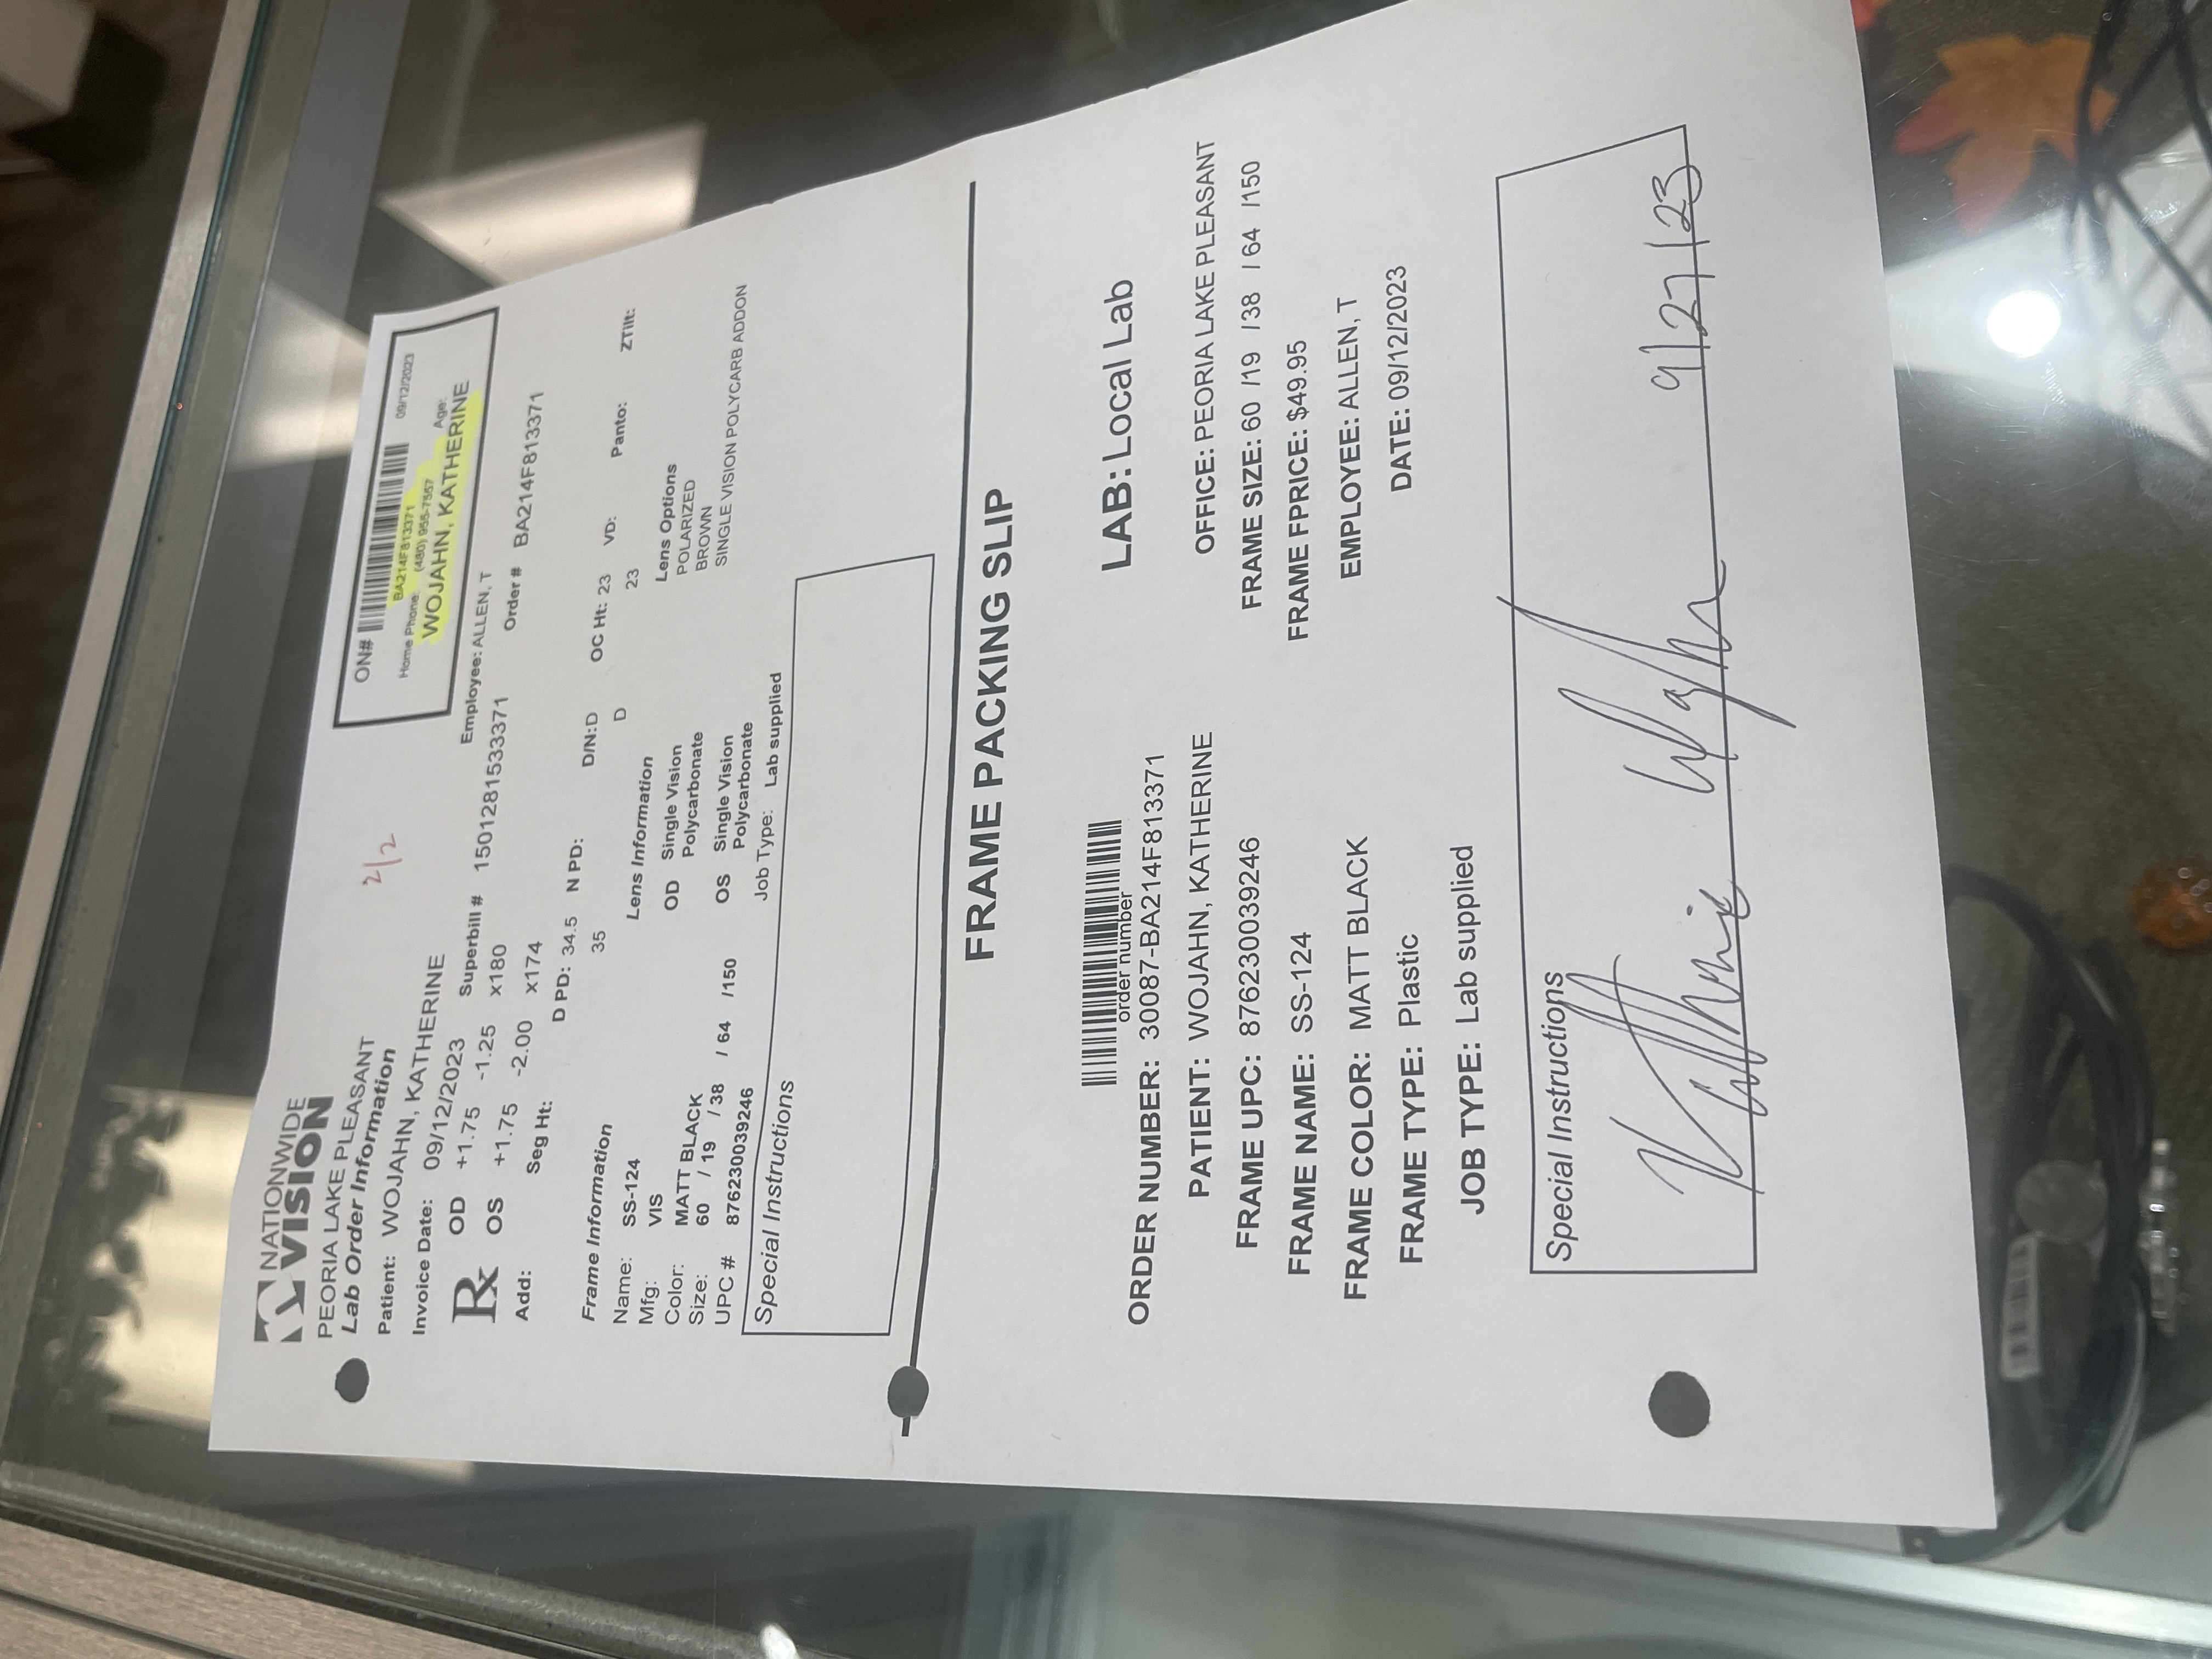 NATIONWIDE
VISION
PEORIA LAKE PLEASANT
Lab Order Information
2/2
ON#
BA214F813371 09/12/2023
Home Phone: (480) 955-7557 Age:
WOJAHN, KATHERINE
Patient: WOJAHN, KATHERINE
Employee: ALLEN, T
Invoice Date: 09/12/2023 Superbill # 1501281533371 Order # BA214F813371
Rx OD +1.75 -1.25 x180
OS +1.75 -2.00 x174
Add: Seg Ht: D PD: 34.5 N PD: D/N:D OC Ht: 23 VD: Panto: ZTilt:
35 D 23
Frame Information
Name: SS-124
Mfg: VIS
Color: MATT BLACK
Size: 60 / 19 / 38 / 64 /150
UPC # 876230039246
Lens Information
OD Single Vision
Polycarbonate
OS Single Vision
Polycarbonate
Job Type: Lab supplied
Lens Options
POLARIZED
BROWN
SINGLE VISION POLYCARB ADDON
Special Instructions
FRAME PACKING SLIP
order number
ORDER NUMBER: 30087-BA214F813371
PATIENT: WOJAHN, KATHERINE
FRAME UPC: 876230039246
FRAME NAME: SS-124
FRAME COLOR: MATT BLACK
FRAME TYPE: Plastic
JOB TYPE: Lab supplied
LAB: Local Lab
OFFICE: PEORIA LAKE PLEASANT
FRAME SIZE: 60 /19 /38 / 64 /150
FRAME FPRICE: $49.95
EMPLOYEE: ALLEN, T
DATE: 09/12/2023
Special Instructions
Katherine Wojahn 9/27/23